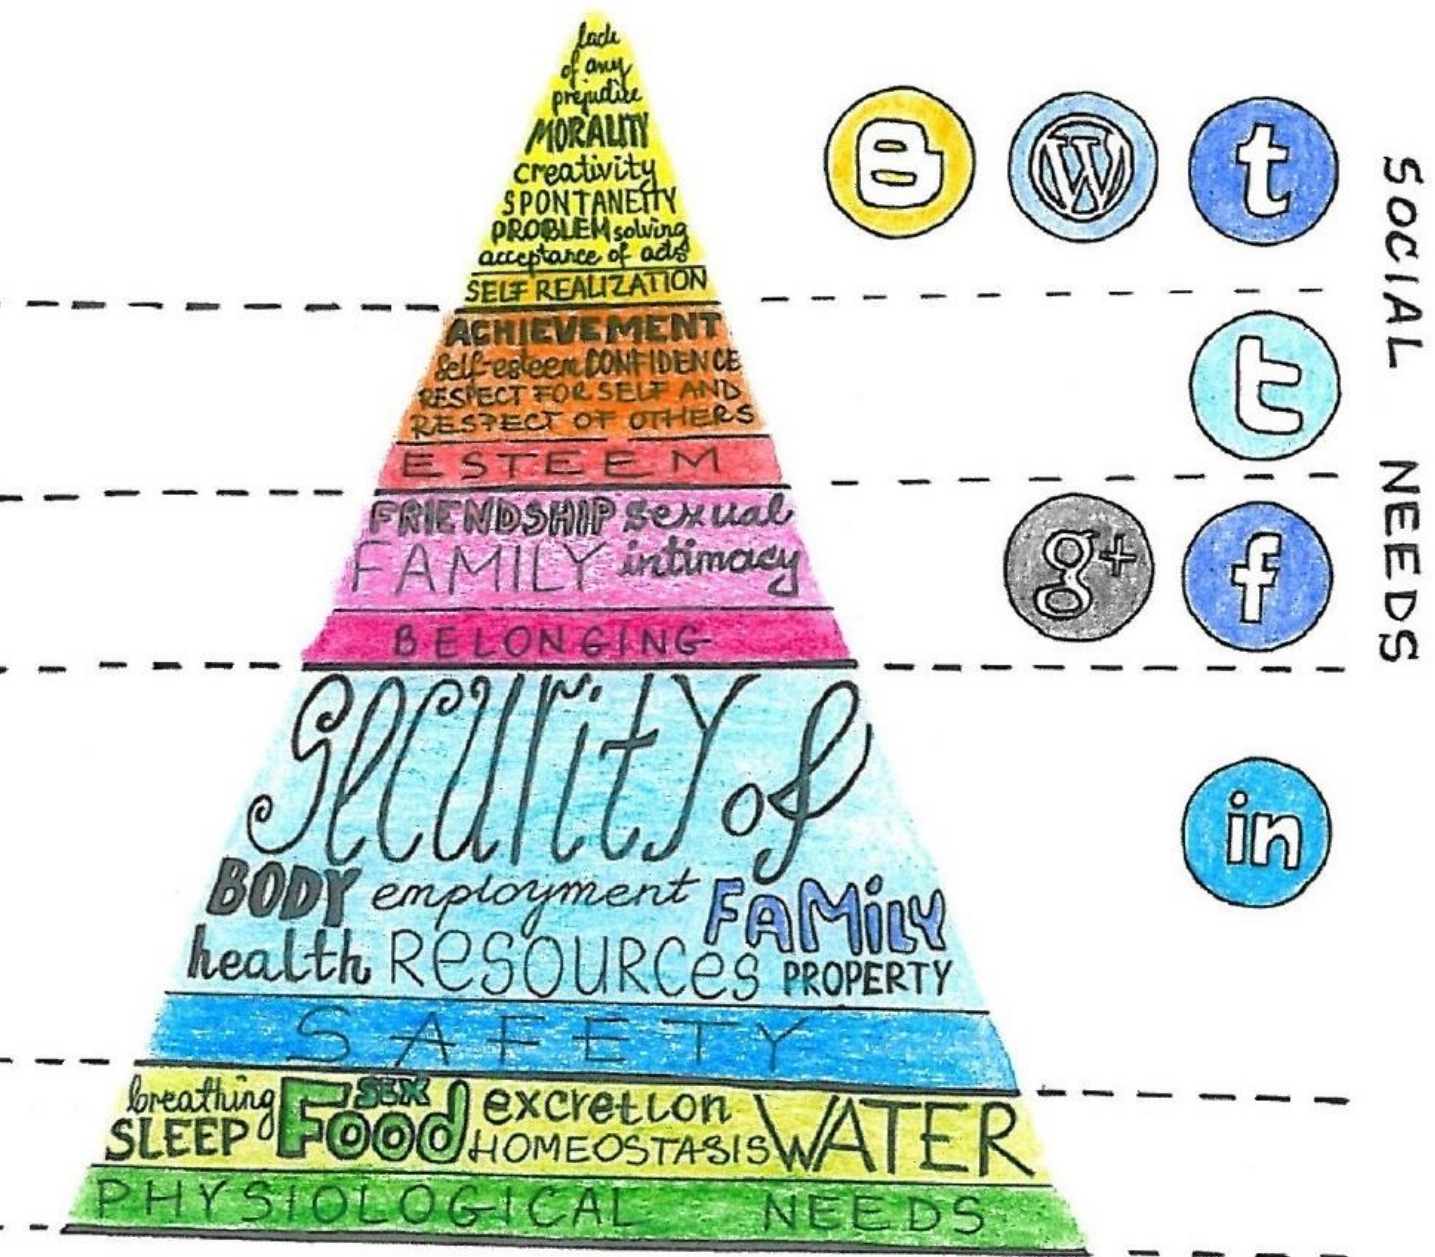 lack
of any
prejudice
MORALITY
creativity
SPONTANEITY
PROBLEM solving
acceptance of acts
SELF REALIZATION
ACHIEVEMENT
self-esteem CONFIDENCE
RESPECT FOR SELF AND
RESPECT OF OTHERS
ESTEEM
FRIENDSHIP sexual
FAMILY intimacy
BELONGING
Security of
BODY employment FAMiLY
health ResouRces PROPERTY
SAFETY
breathing SEX excretion WATER
SLEEP Food HOMEOSTASIS
PHYSIOLOGICAL NEEDS
B W t
t
g+ f
in
SOCIAL NEEDS